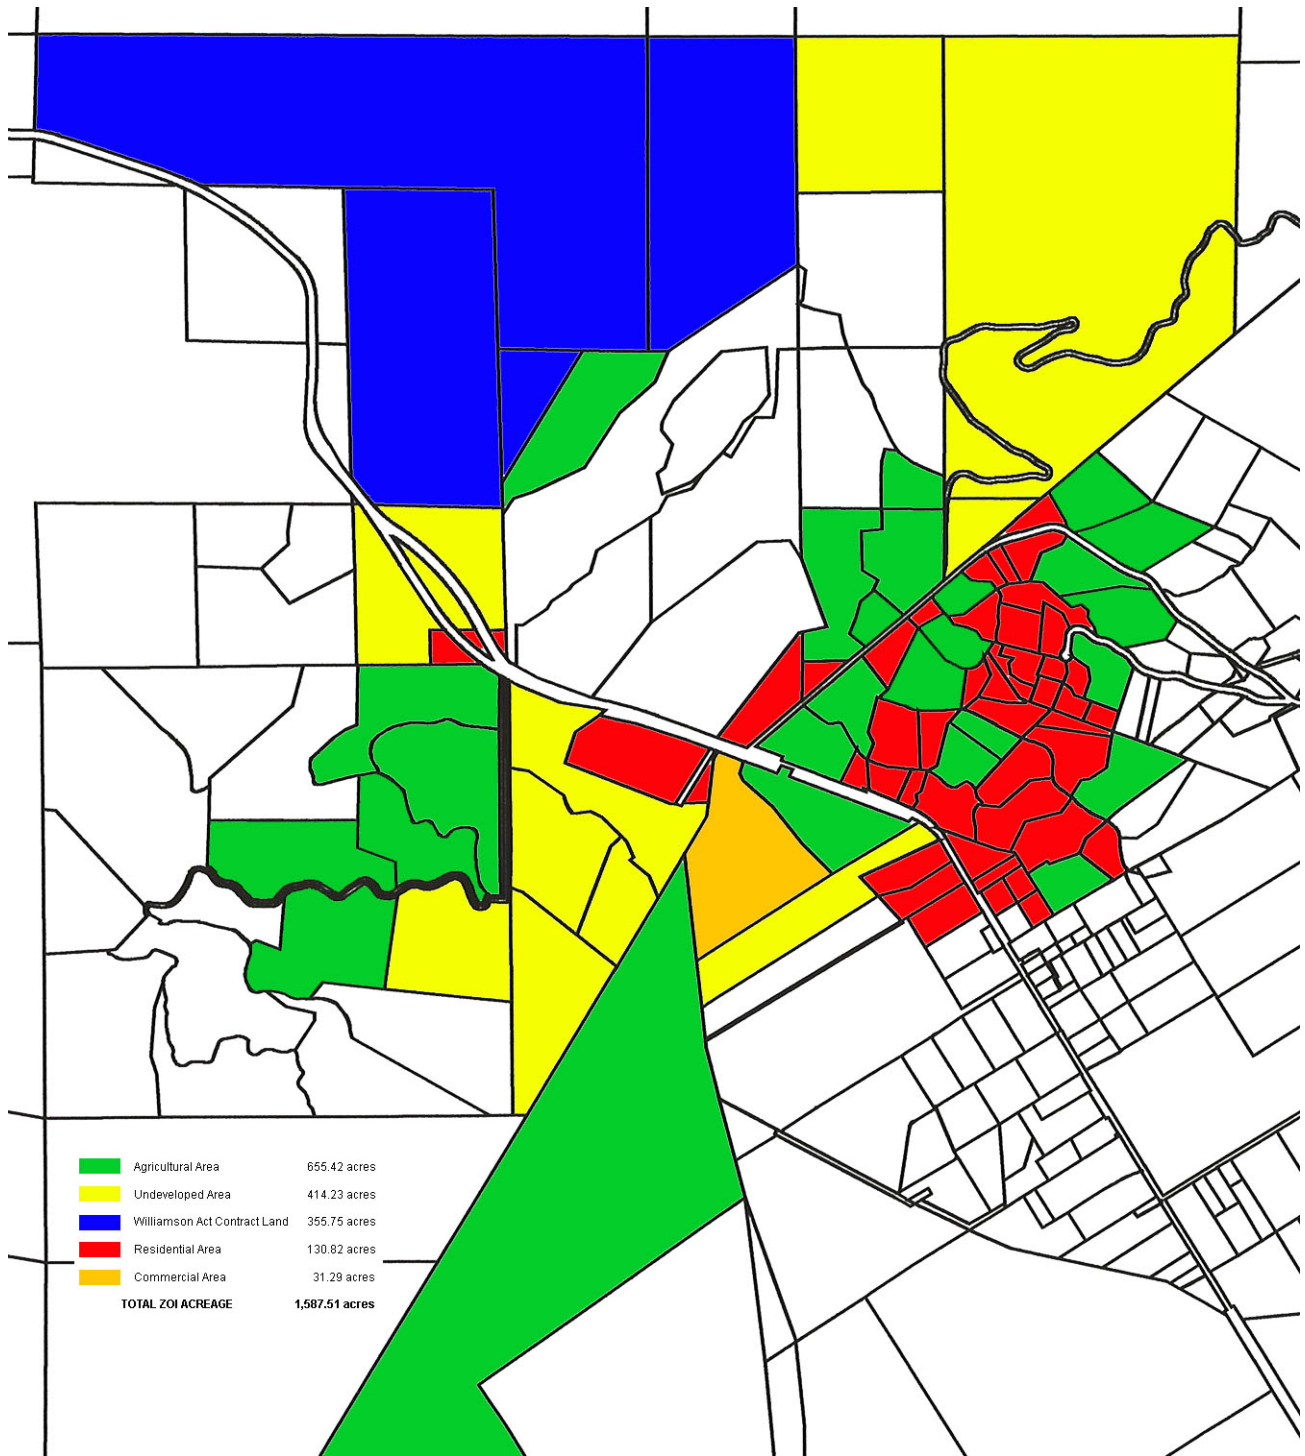 Agricultural Area 655.42 acres
Undeveloped Area 414.23 acres
Williamson Act Contract Land 355.75 acres
Residential Area 130.82 acres
Commercial Area 31.29 acres
TOTAL ZOI ACREAGE 1,587.51 acres